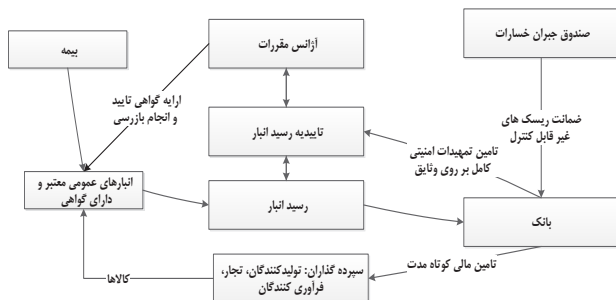 صندوق جبران خسارات
آژانس مقررات
بیمه
ارایه گواهی تایید
و انجام بازرسی
ضمانت ریسک های
غیر قابل کنترل
تاییدیه رسید انبار
تامین تمهیدات امنیتی
کامل بر روی وثایق
انبارهای عمومی معتبر و
دارای گواهی
رسید انبار
بانک
تامین مالی کوتاه مدت
سپرده گذاران: تولیدکنندگان، تجار،
فرآوری کنندگان
کالاها